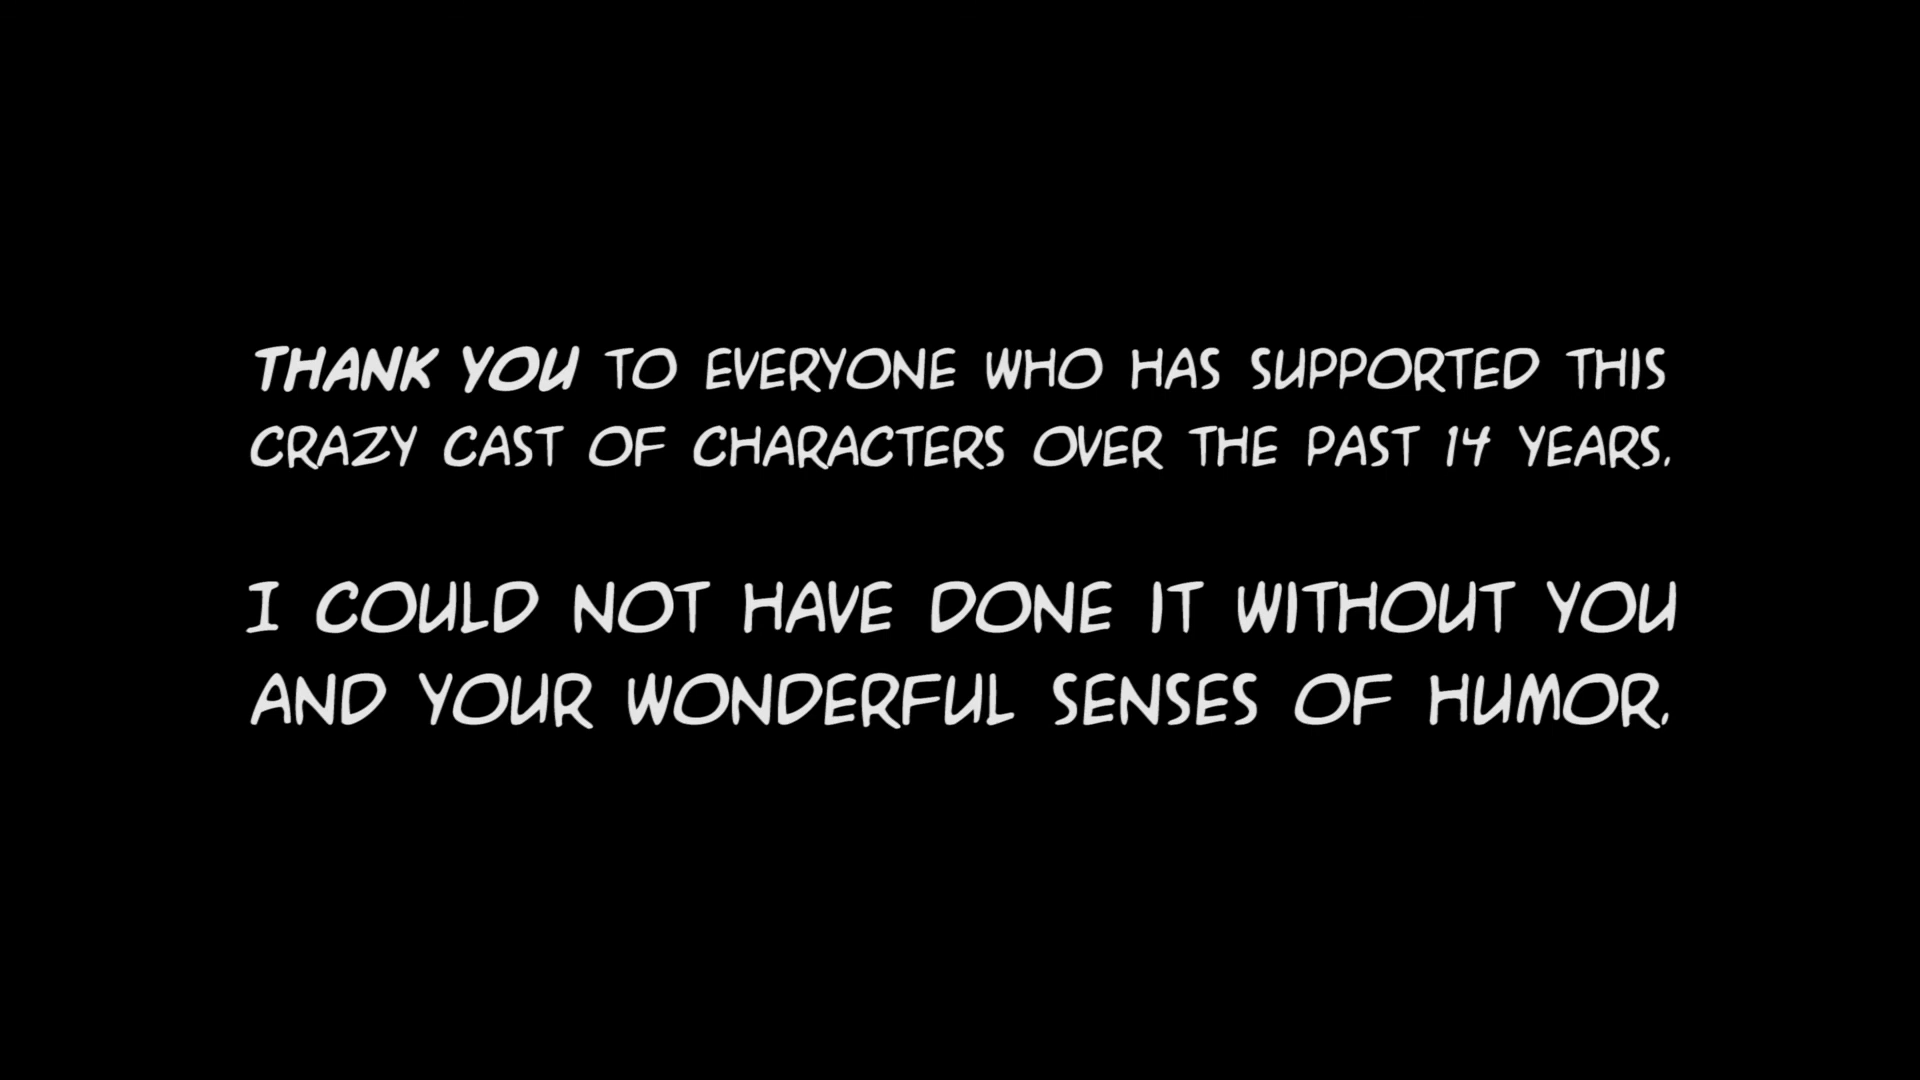 THANK YOU TO EVERYONE WHO HAS SUPPORTED THIS
CRAZY CAST OF CHARACTERS OVER THE PAST 14 YEARS.
I COULD NOT HAVE DONE IT WITHOUT YOU
AND YOUR WONDERFUL SENSES OF HUMOR.